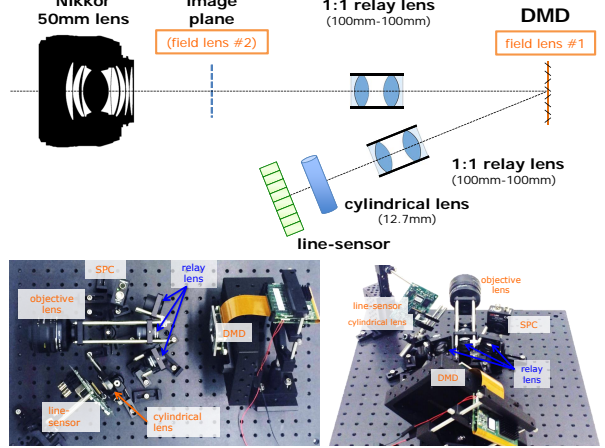 Nikkor
50mm lens
image
plane
(field lens #2)
1:1 relay lens
(100mm-100mm)
DMD
field lens #1
1:1 relay lens
(100mm-100mm)
cylindrical lens
(12.7mm)
line-sensor
SPC
relay
lens
objective
lens
DMD
line-
sensor
cylindrical
lens
objective
lens
line-sensor
cylindrical lens
SPC
DMD
relay
lens